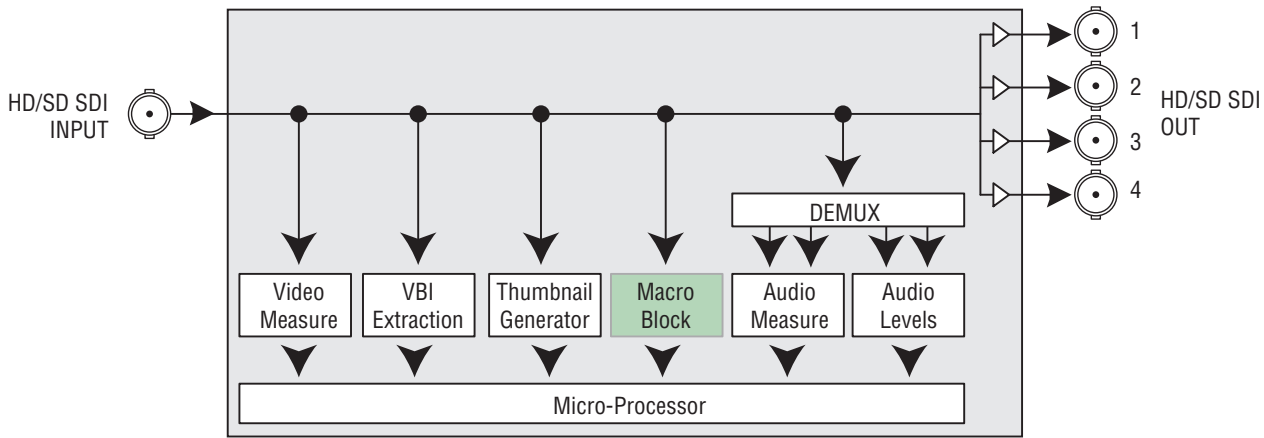 HD/SD SDI
INPUT
1
2
3
4
HD/SD SDI
OUT
DEMUX
Video
Measure
VBI
Extraction
Thumbnail
Generator
Macro
Block
Audio
Measure
Audio
Levels
Micro-Processor